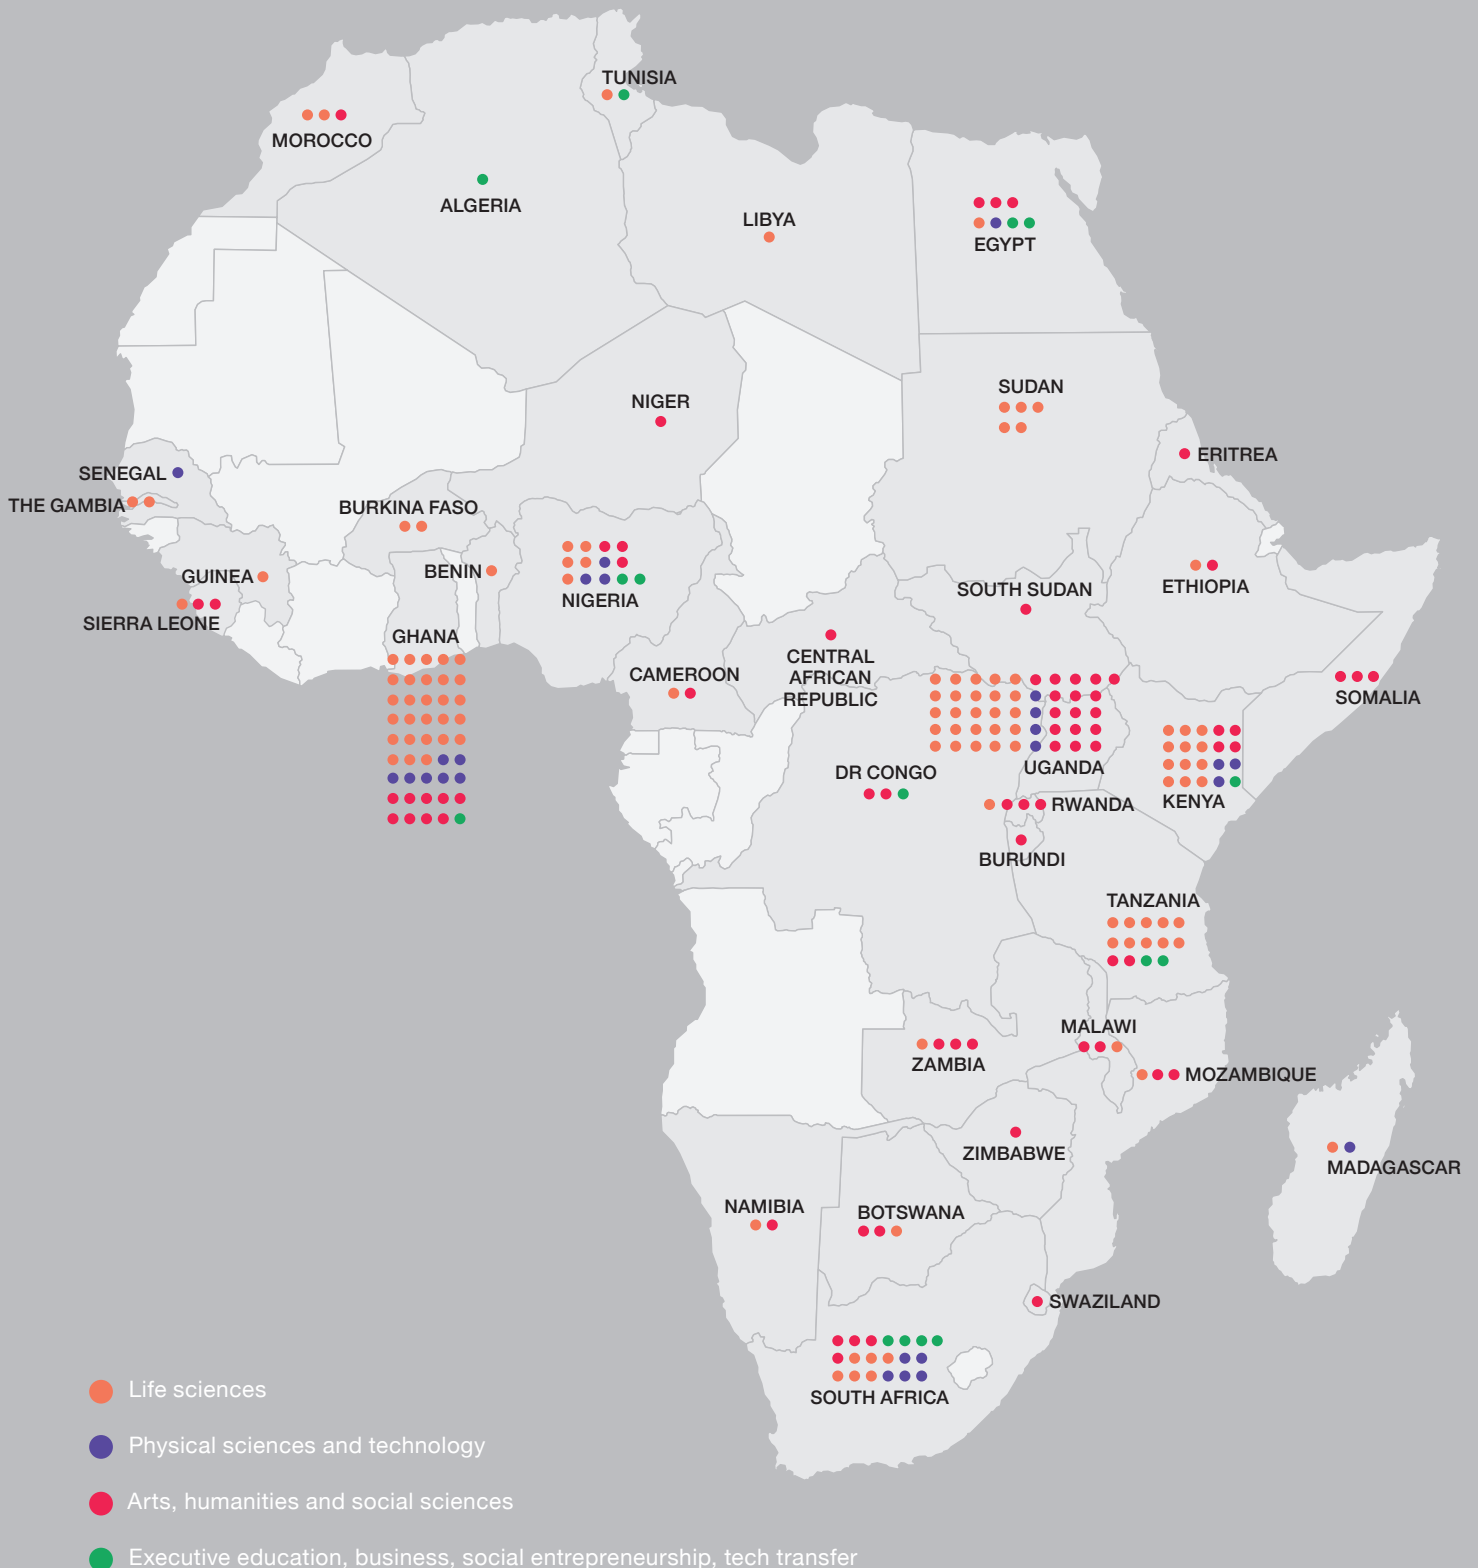 TUNISIA
MOROCCO
ALGERIA
LIBYA
EGYPT
SUDAN
NIGER
ERITREA
SENEGAL
THE GAMBIA
BURKINA FASO
BENIN
GUINEA
NIGERIA
ETHIOPIA
SOUTH SUDAN
SIERRA LEONE
GHANA
CENTRAL
AFRICAN
REPUBLIC
CAMEROON
SOMALIA
UGANDA
DR CONGO
KENYA
RWANDA
BURUNDI
TANZANIA
MALAWI
ZAMBIA
MOZAMBIQUE
ZIMBABWE
MADAGASCAR
NAMIBIA
BOTSWANA
SWAZILAND
SOUTH AFRICA
Life sciences
Physical sciences and technology
Arts, humanities and social sciences
Executive education, business, social entrepreneurship, tech transfer